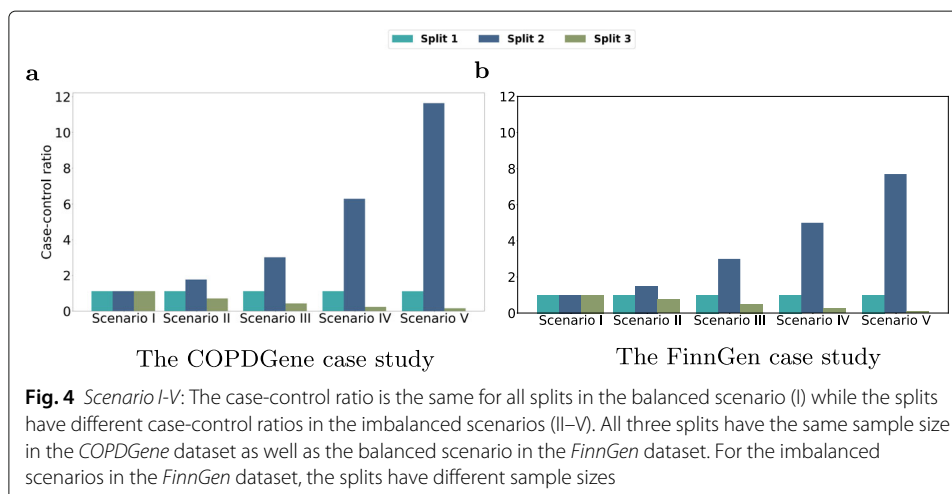 Split 1 Split 2 Split 3
a
12
10
8
6
4
2
0
Case-control ratio
Scenario I Scenario II Scenario III Scenario IV Scenario V
The COPDGene case study
b
12
10
8
6
4
2
0
Scenario I Scenario II Scenario III Scenario IV Scenario V
The FinnGen case study
Fig. 4 Scenario I-V: The case-control ratio is the same for all splits in the balanced scenario (I) while the splits
have different case-control ratios in the imbalanced scenarios (II–V). All three splits have the same sample size
in the COPDGene dataset as well as the balanced scenario in the FinnGen dataset. For the imbalanced
scenarios in the FinnGen dataset, the splits have different sample sizes